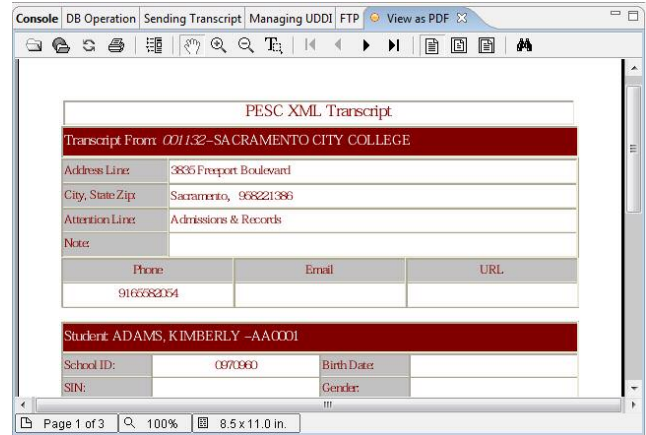 Console DB Operation Sending Transcript Managing UDDI FTP View as PDF
PESC XML Transcript
Transcript From: 001132-SACRAMENTO CITY COLLEGE
Address Line: 3835 Freeport Boulevard
City, State Zip: Sacramento, 958221386
Attention Line: Admissions & Records
Note:
Phone Email URL
9165582054
Student: ADAMS, KIMBERLY -AA0001
School ID: 0970960 Birth Date:
SIN: Gender:
Page 1 of 3 100% 8.5 x 11.0 in.